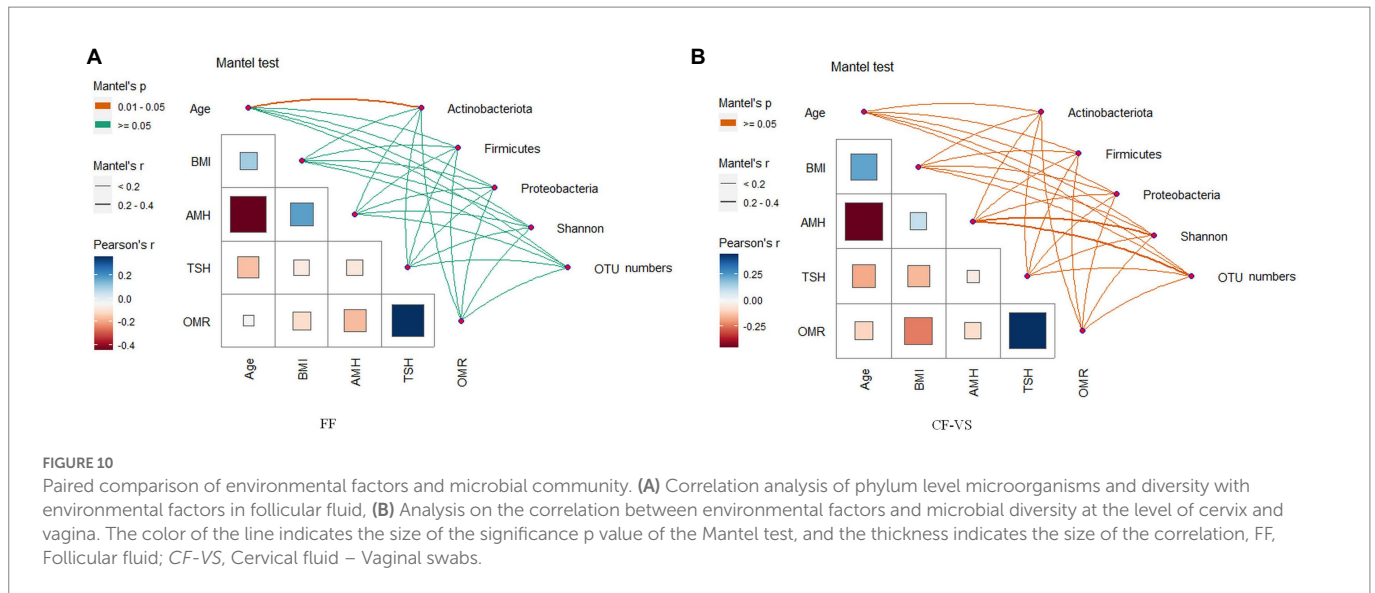 A
Mantel test
Mantel's p
0.01 - 0.05
>= 0.05
Mantel's r
< 0.2
0.2 - 0.4
Pearson's r
0.2
0.0
-0.2
-0.4
Age
BMI
AMH
TSH
OMR
Age
BMI
AMH
TSH
OMR
Actinobacteriota
Firmicutes
Proteobacteria
Shannon
OTU numbers
FF
B
Mantel test
Mantel's p
>= 0.05
Mantel's r
< 0.2
0.2 - 0.4
Pearson's r
0.25
0.00
-0.25
Age
BMI
AMH
TSH
OMR
Age
BMI
AMH
TSH
OMR
Actinobacteriota
Firmicutes
Proteobacteria
Shannon
OTU numbers
CF-VS
FIGURE 10
Paired comparison of environmental factors and microbial community. (A) Correlation analysis of phylum level microorganisms and diversity with
environmental factors in follicular fluid, (B) Analysis on the correlation between environmental factors and microbial diversity at the level of cervix and
vagina. The color of the line indicates the size of the significance p value of the Mantel test, and the thickness indicates the size of the correlation, FF,
Follicular fluid; CF-VS, Cervical fluid – Vaginal swabs.